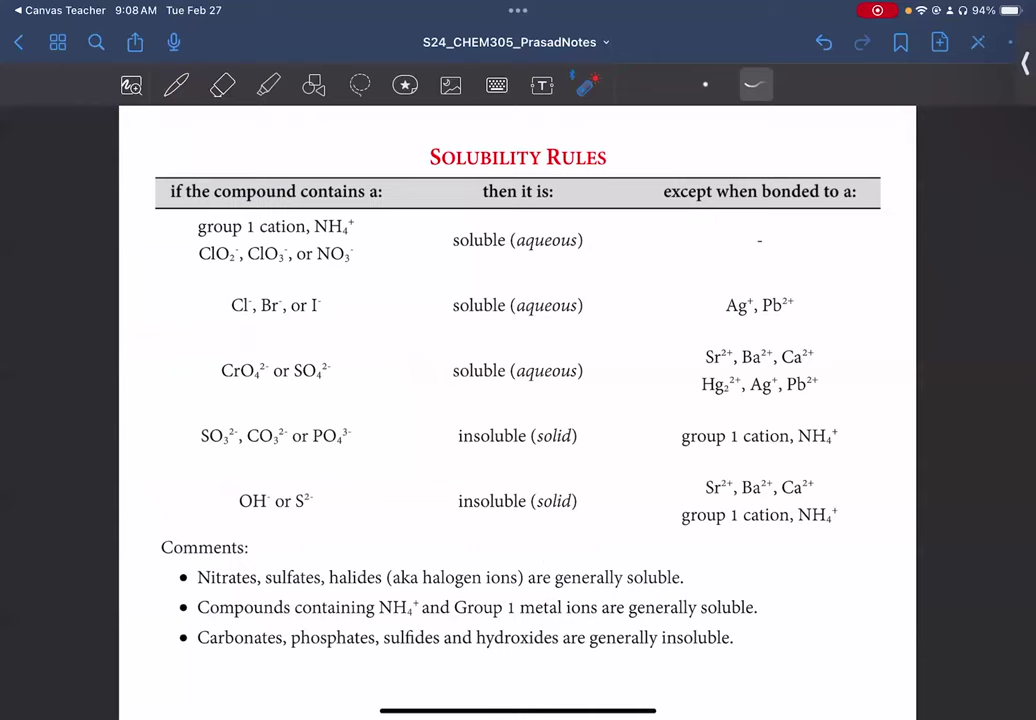 Canvas Teacher 9:08 AM Tue Feb 27 94%
S24_CHEM305_PrasadNotes
SOLUBILITY RULES
if the compound contains a: then it is: except when bonded to a:
group 1 cation, NH₄⁺
ClO₂⁻, ClO₃⁻, or NO₃⁻ soluble (aqueous) -
Cl⁻, Br⁻, or I⁻ soluble (aqueous) Ag⁺, Pb²⁺
CrO₄²⁻ or SO₄²⁻ soluble (aqueous) Sr²⁺, Ba²⁺, Ca²⁺
Hg₂²⁺, Ag⁺, Pb²⁺
SO₃²⁻, CO₃²⁻ or PO₄³⁻ insoluble (solid) group 1 cation, NH₄⁺
OH⁻ or S²⁻ insoluble (solid) Sr²⁺, Ba²⁺, Ca²⁺
group 1 cation, NH₄⁺
Comments:
• Nitrates, sulfates, halides (aka halogen ions) are generally soluble.
• Compounds containing NH₄⁺ and Group 1 metal ions are generally soluble.
• Carbonates, phosphates, sulfides and hydroxides are generally insoluble.